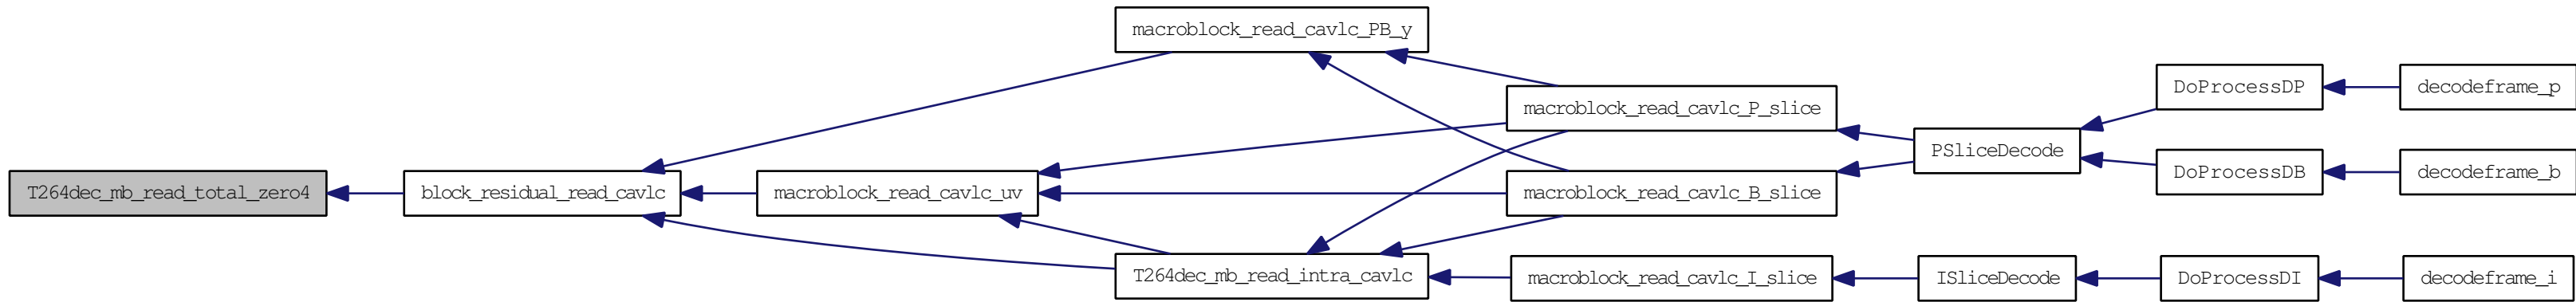 T264dec_mb_read_total_zero4
block_residual_read_cavlc
macroblock_read_cavlc_PB_y
macroblock_read_cavlc_uv
T264dec_mb_read_intra_cavlc
macroblock_read_cavlc_P_slice
macroblock_read_cavlc_B_slice
macroblock_read_cavlc_I_slice
PSliceDecode
ISliceDecode
DoProcessDP
DoProcessDB
DoProcessDI
decodeframe_p
decodeframe_b
decodeframe_i